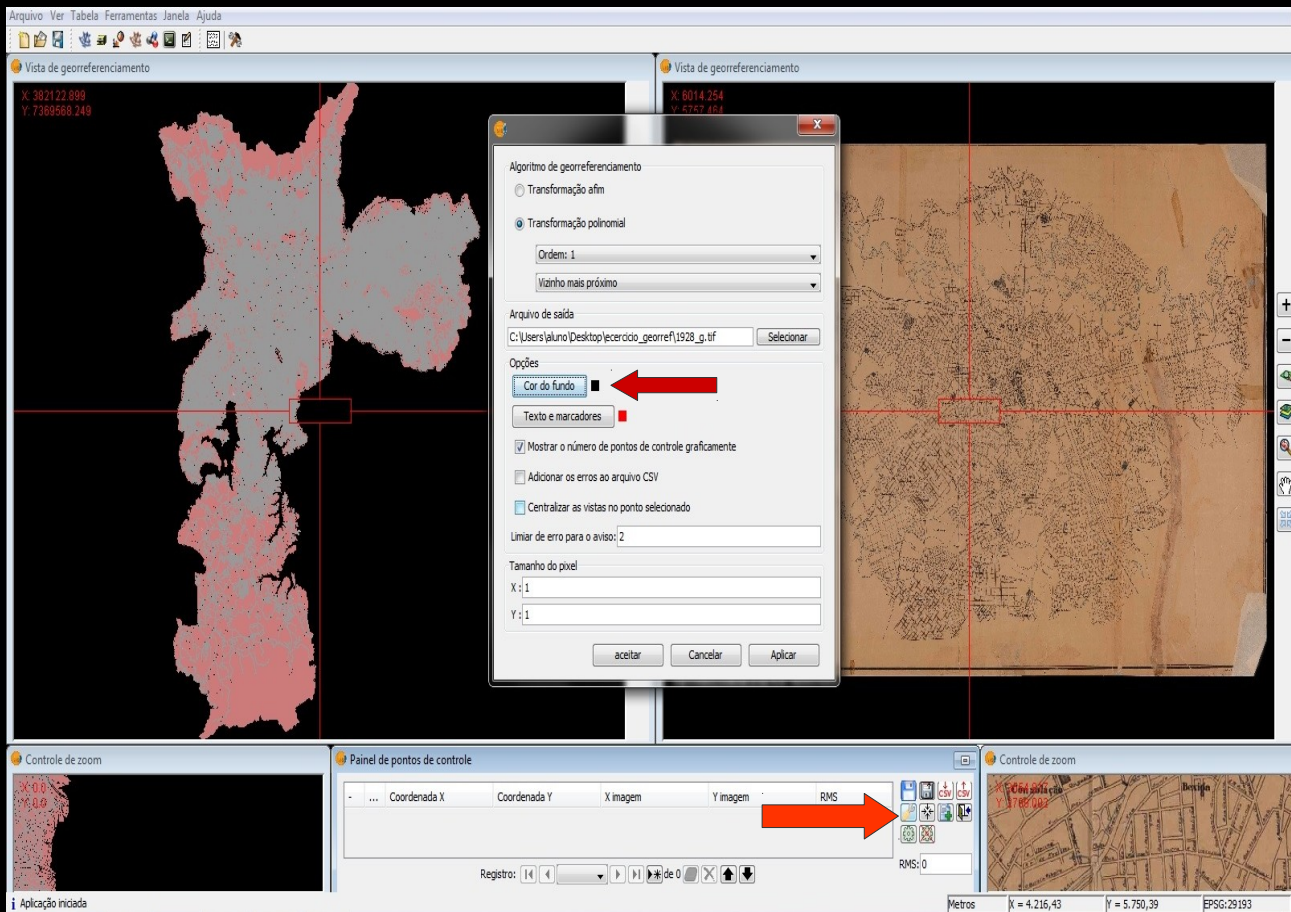 Arquivo Ver Tabela Ferramentas Janela Ajuda
Vista de georreferenciamento
X: 382122.899
Y: 7369568.249
Vista de georreferenciamento
X: 6014.254
Y: 5757.464
X
Algoritmo de georreferenciamento
Transformação afim
Transformação polinomial
Ordem: 1
Vizinho mais próximo
Arquivo de saída
C:\Users\aluno\Desktop\ecercicio_georref\1928_g.tif Selecionar
Opções
Cor do fundo
Texto e marcadores
Mostrar o número de pontos de controle graficamente
Adicionar os erros ao arquivo CSV
Centralizar as vistas no ponto selecionado
Limiar de erro para o aviso: 2
Tamanho do pixel
X : 1
Y : 1
aceitar Cancelar Aplicar
Controle de zoom
X: 0.0
Y: 0.0
Painel de pontos de controle
- ... Coordenada X Coordenada Y X imagem Y imagem RMS
CSV CSV
Registro: de 0
RMS: 0
Controle de zoom
Consolação
Bexiga
Aplicação iniciada
Metros X = 4.216,43 Y = 5.750,39 EPSG:29193